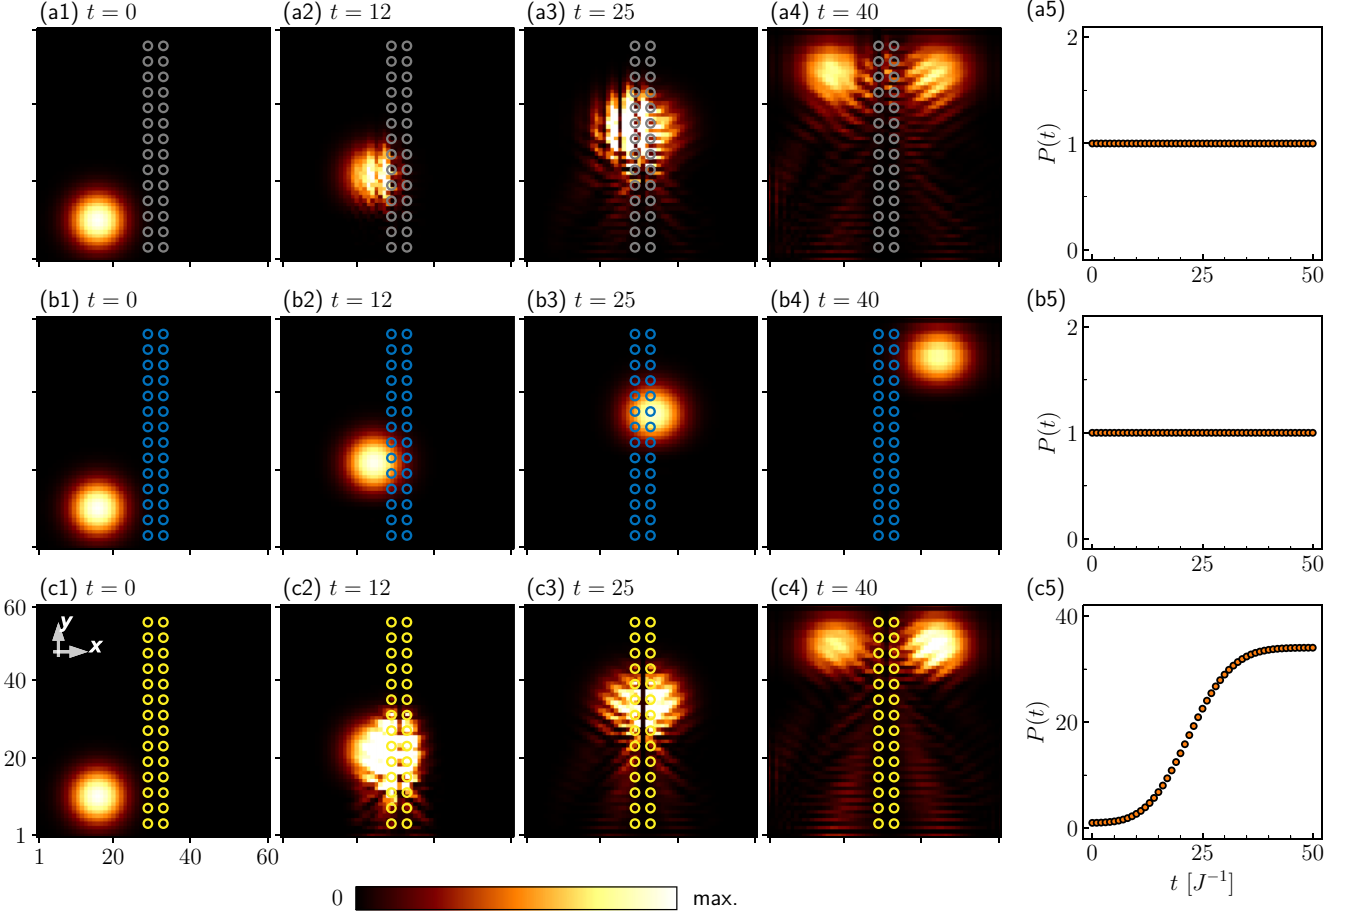 (a1) t = 0
(a2) t = 12
(a3) t = 25
(a4) t = 40
(a5)
2
1
0
P(t)
0 25 50
(b1) t = 0
(b2) t = 12
(b3) t = 25
(b4) t = 40
(b5)
2
1
0
P(t)
0 25 50
(c1) t = 0
(c2) t = 12
(c3) t = 25
(c4) t = 40
(c5)
60
40
20
1
y
x
1 20 40 60
40
20
0
P(t)
0 25 50
t [J⁻¹]
0 max.